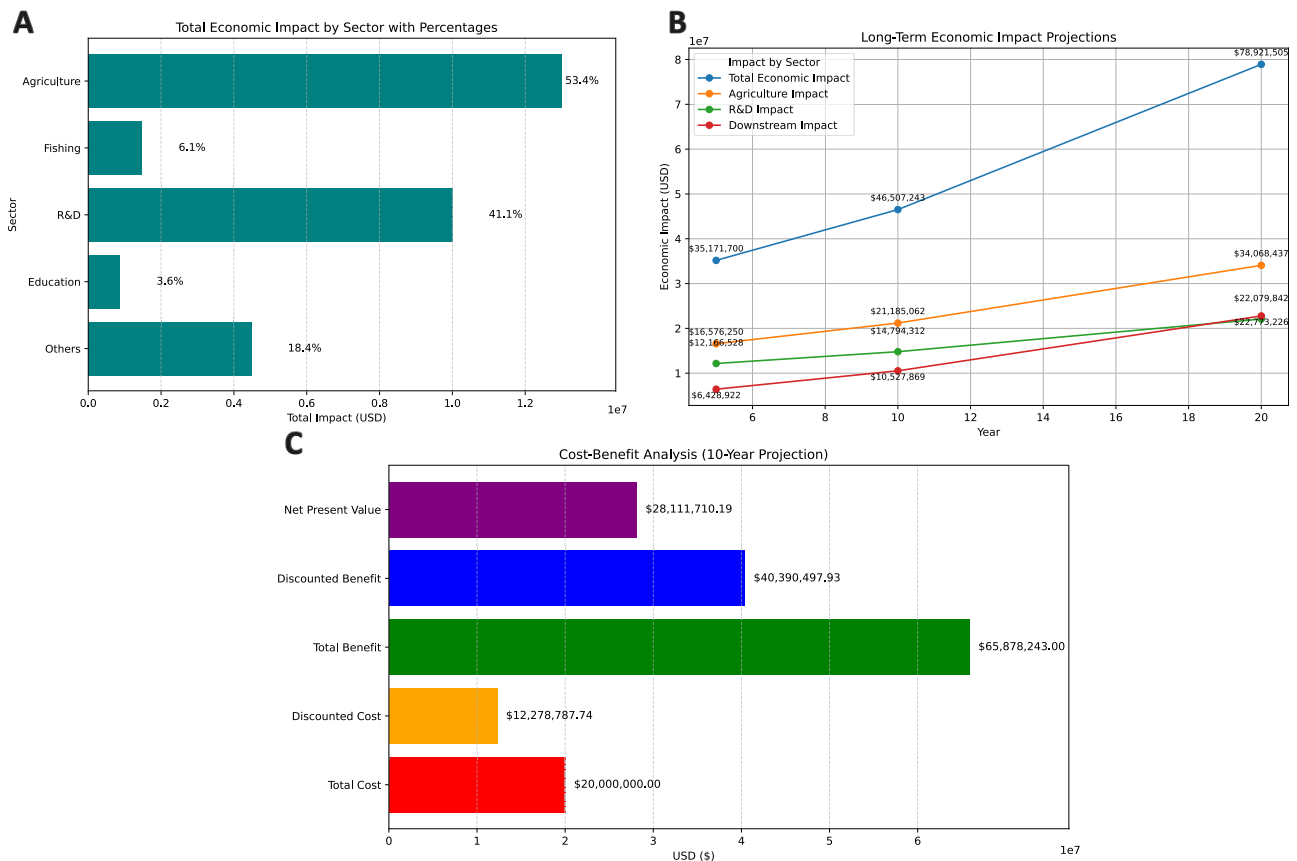 A
Total Economic Impact by Sector with Percentages
Sector
Agriculture
53.4%
Fishing
6.1%
R&D
41.1%
Education
3.6%
Others
18.4%
0.0 0.2 0.4 0.6 0.8 1.0 1.2
1e7
Total Impact (USD)
B
Long-Term Economic Impact Projections
1e7
Economic Impact (USD)
8
7
6
5
4
3
2
1
Impact by Sector
Total Economic Impact
Agriculture Impact
R&D Impact
Downstream Impact
$78,921,505
$46,507,243
$35,171,700
$34,068,437
$21,185,062
$22,079,842
$16,576,250
$14,794,312
$22,773,226
$12,166,528
$10,527,869
$6,428,922
6 8 10 12 14 16 18 20
Year
C
Cost-Benefit Analysis (10-Year Projection)
Net Present Value
$28,111,710.19
Discounted Benefit
$40,390,497.93
Total Benefit
$65,878,243.00
Discounted Cost
$12,278,787.74
Total Cost
$20,000,000.00
0 1 2 3 4 5 6
1e7
USD ($)